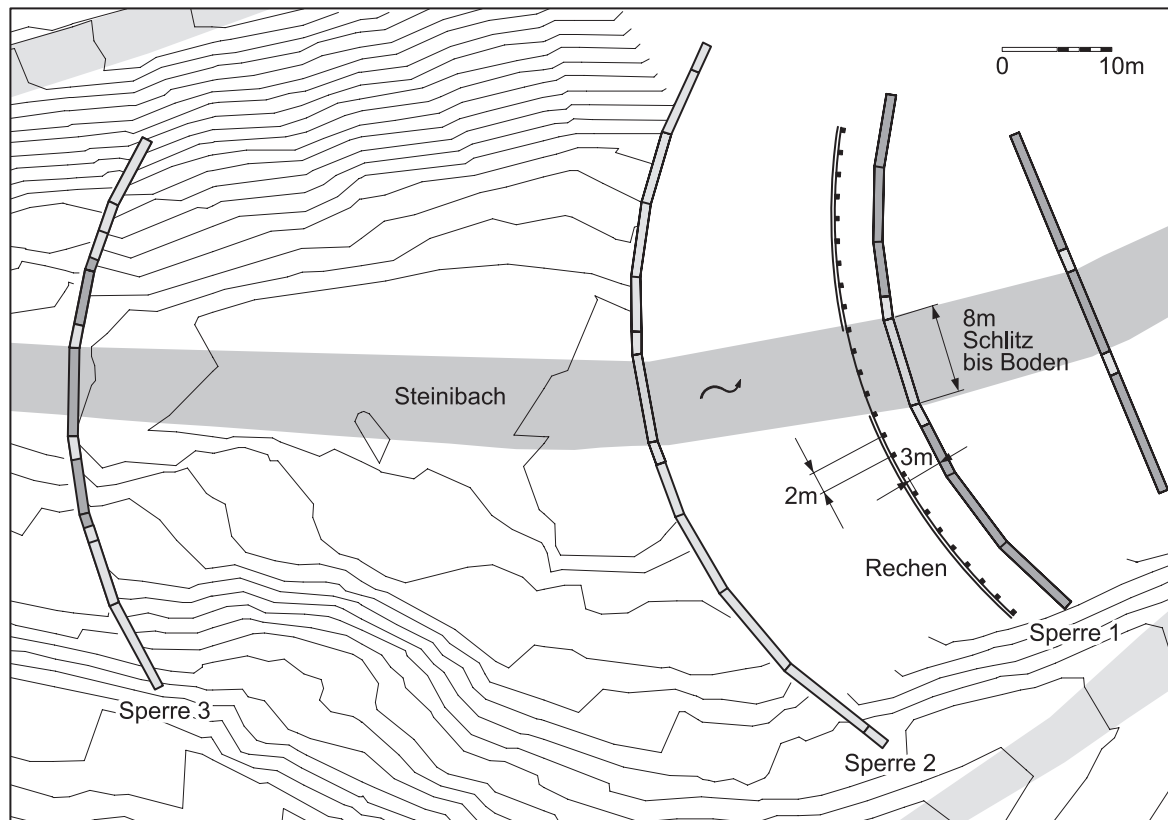 0 10m
8m
Schlitz
bis Boden
Steinibach
3m
2m
Rechen
Sperre 1
Sperre 3
Sperre 2